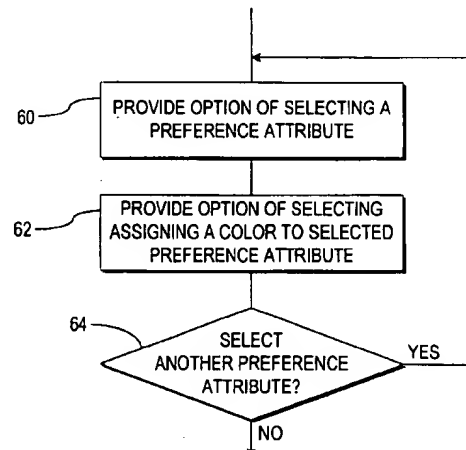 60
PROVIDE OPTION OF SELECTING A
PREFERENCE ATTRIBUTE
62
PROVIDE OPTION OF SELECTING
ASSIGNING A COLOR TO SELECTED
PREFERENCE ATTRIBUTE
64
SELECT
ANOTHER PREFERENCE
ATTRIBUTE?
YES
NO